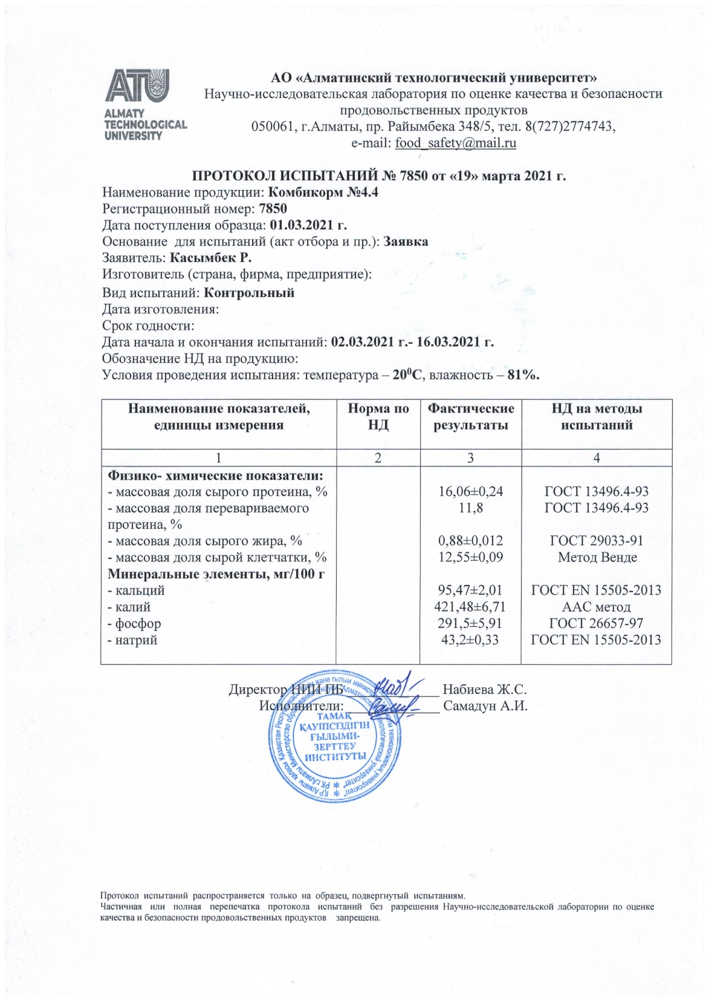 ATU
ALMATY
TECHNOLOGICAL
UNIVERSITY
АО «Алматинский технологический университет»
Научно-исследовательская лаборатория по оценке качества и безопасности
продовольственных продуктов
050061, г.Алматы, пр. Райымбека 348/5, тел. 8(727)2774743,
e-mail: food_safety@mail.ru
ПРОТОКОЛ ИСПЫТАНИЙ № 7850 от «19» марта 2021 г.
Наименование продукции: Комбикорм №4.4
Регистрационный номер: 7850
Дата поступления образца: 01.03.2021 г.
Основание для испытаний (акт отбора и пр.): Заявка
Заявитель: Касымбек Р.
Изготовитель (страна, фирма, предприятие):
Вид испытаний: Контрольный
Дата изготовления:
Срок годности:
Дата начала и окончания испытаний: 02.03.2021 г.- 16.03.2021 г.
Обозначение НД на продукцию:
Условия проведения испытания: температура – 20⁰С, влажность – 81%.
Наименование показателей, Норма по Фактические НД на методы
единицы измерения НД результаты испытаний
1 2 3 4
Физико- химические показатели:
- массовая доля сырого протеина, % 16,06±0,24 ГОСТ 13496.4-93
- массовая доля перевариваемого 11,8 ГОСТ 13496.4-93
протеина, %
- массовая доля сырого жира, % 0,88±0,012 ГОСТ 29033-91
- массовая доля сырой клетчатки, % 12,55±0,09 Метод Венде
Минеральные элементы, мг/100 г
- кальций 95,47±2,01 ГОСТ EN 15505-2013
- калий 421,48±6,71 ААС метод
- фосфор 291,5±5,91 ГОСТ 26657-97
- натрий 43,2±0,33 ГОСТ EN 15505-2013
Директор НИИ ПБ ____________ Набиева Ж.С.
Исполнители: ____________ Самадун А.И.
ТАМАҚ
ҚАУІПСІЗДІГІН
ҒЫЛЫМИ-
ЗЕРТТЕУ
ИНСТИТУТЫ
Протокол испытаний распространяется только на образец, подвергнутый испытаниям.
Частичная или полная перепечатка протокола испытаний без разрешения Научно-исследовательской лаборатории по оценке
качества и безопасности продовольственных продуктов запрещена.